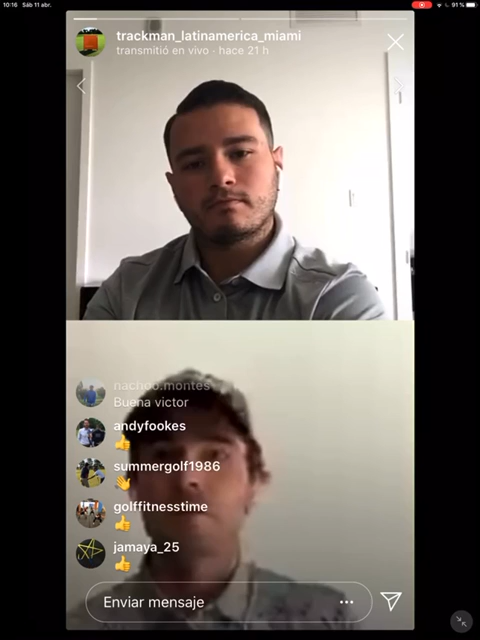 10:16 Sáb 11 abr.
91 %
trackman_latinamerica_miami
transmitió en vivo · hace 21 h
nachoo.montes
Buena victor
andyfookes
👍
summergolf1986
👋
golffitnesstime
👍
jamaya_25
👍
Enviar mensaje